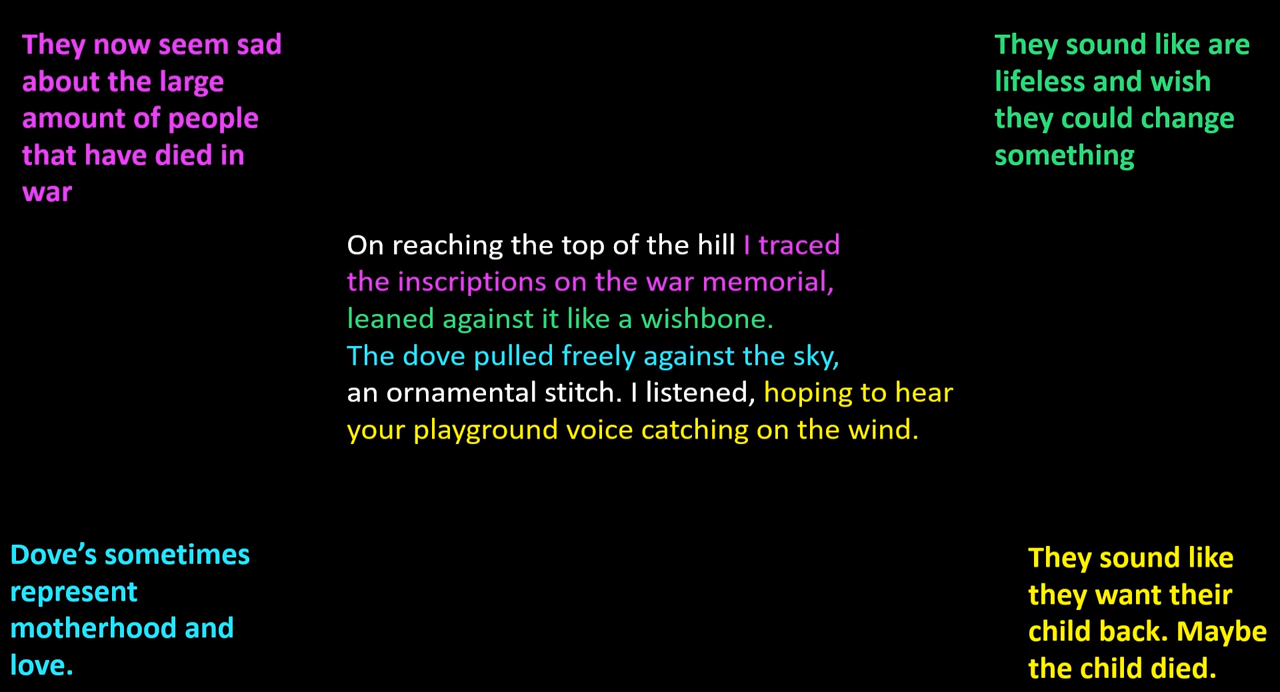 They now seem sad
about the large
amount of people
that have died in
war
They sound like are
lifeless and wish
they could change
something
On reaching the top of the hill I traced
the inscriptions on the war memorial,
leaned against it like a wishbone.
The dove pulled freely against the sky,
an ornamental stitch. I listened, hoping to hear
your playground voice catching on the wind.
Dove’s sometimes
represent
motherhood and
love.
They sound like
they want their
child back. Maybe
the child died.